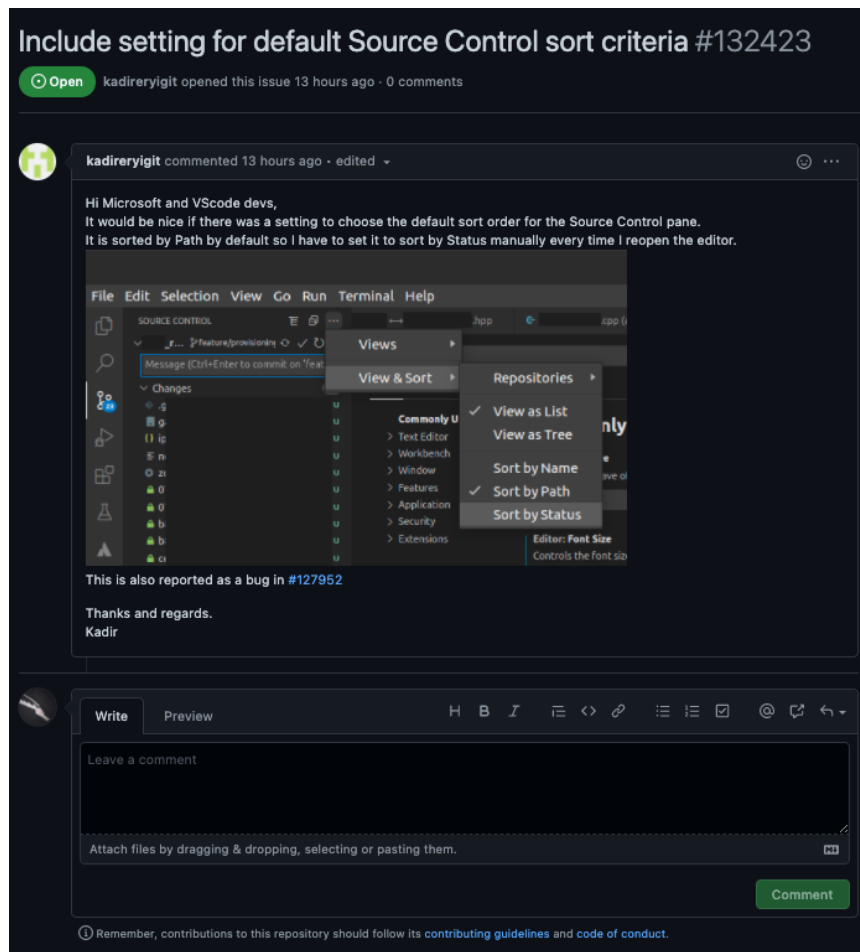 Include setting for default Source Control sort criteria #132423
Open kadireryigit opened this issue 13 hours ago · 0 comments
kadireryigit commented 13 hours ago • edited
Hi Microsoft and VScode devs,
It would be nice if there was a setting to choose the default sort order for the Source Control pane.
It is sorted by Path by default so I have to set it to sort by Status manually every time I reopen the editor.
File Edit Selection View Go Run Terminal Help
SOURCE CONTROL
.hpp
.cpp
_r... feature/provisioning
Views
Message (Ctrl+Enter to commit on 'feat
View & Sort
Repositories
Changes
View as List
View as Tree
Sort by Name
Sort by Path
Sort by Status
Commonly U
nly
Text Editor
Workbench
Window
Features
Application
Security
Extensions
Editor: Font Size
Controls the font siz
This is also reported as a bug in #127952
Thanks and regards.
Kadir
Write Preview
Leave a comment
Attach files by dragging & dropping, selecting or pasting them.
Comment
Remember, contributions to this repository should follow its contributing guidelines and code of conduct.